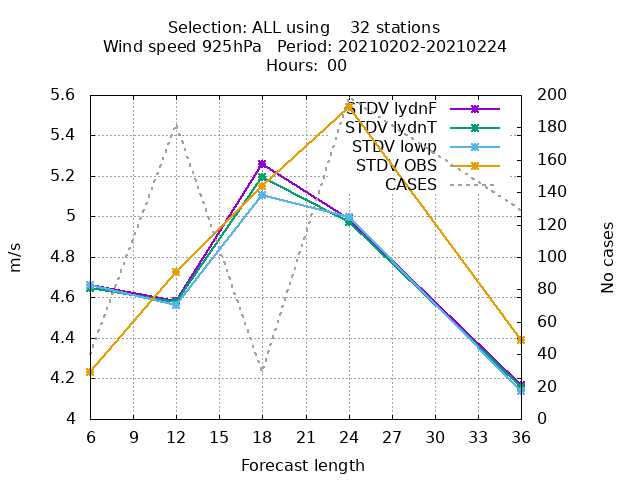 Selection: ALL using    32 stations
Wind speed 925hPa   Period: 20210202-20210224
Hours:  00
STDV lydnF
STDV lydnT
STDV lowp
STDV OBS
CASES
5.6
5.4
5.2
5
4.8
4.6
4.4
4.2
4
200
180
160
140
120
100
80
60
40
20
0
m/s
No cases
6 9 12 15 18 21 24 27 30 33 36
Forecast length